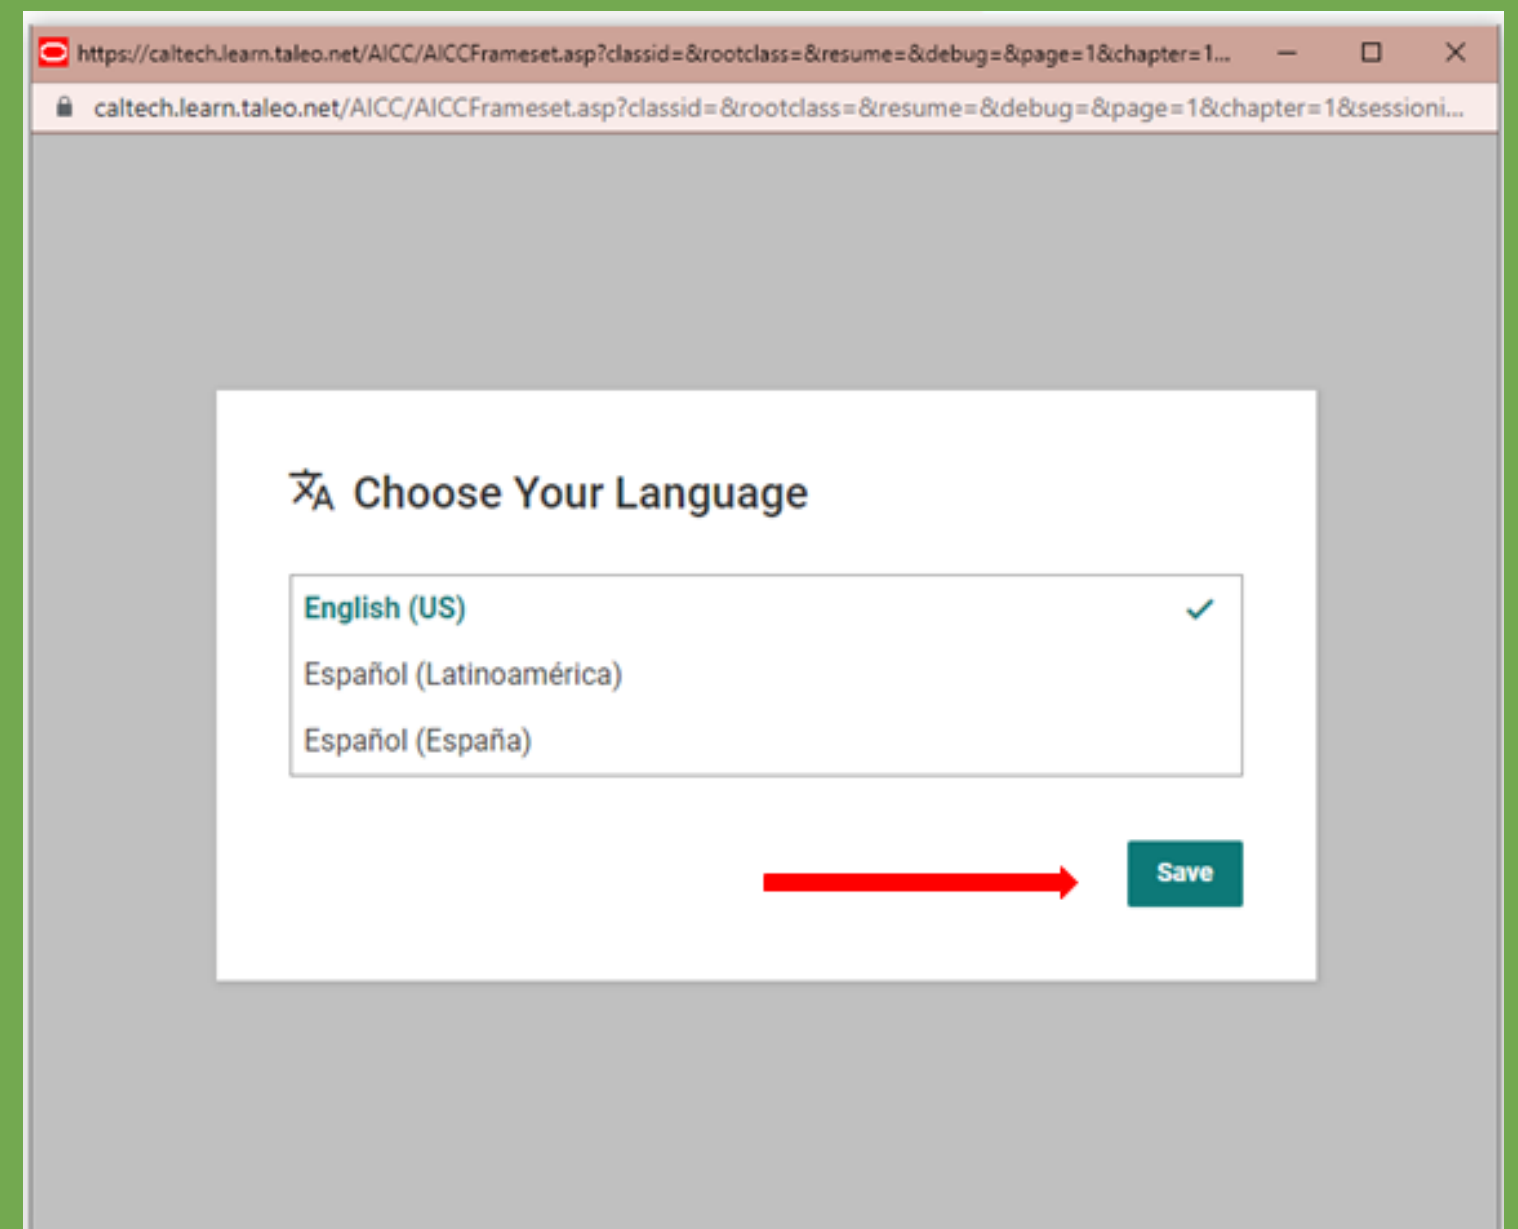 https://caltech.learn.taleo.net/AICC/AICCFrameset.asp?classid=&rootclass=&resume=&debug=&page=1&chapter=1...
caltech.learn.taleo.net/AICC/AICCFrameset.asp?classid=&rootclass=&resume=&debug=&page=1&chapter=1&sessioni...
Choose Your Language
English (US)
Español (Latinoamérica)
Español (España)
Save